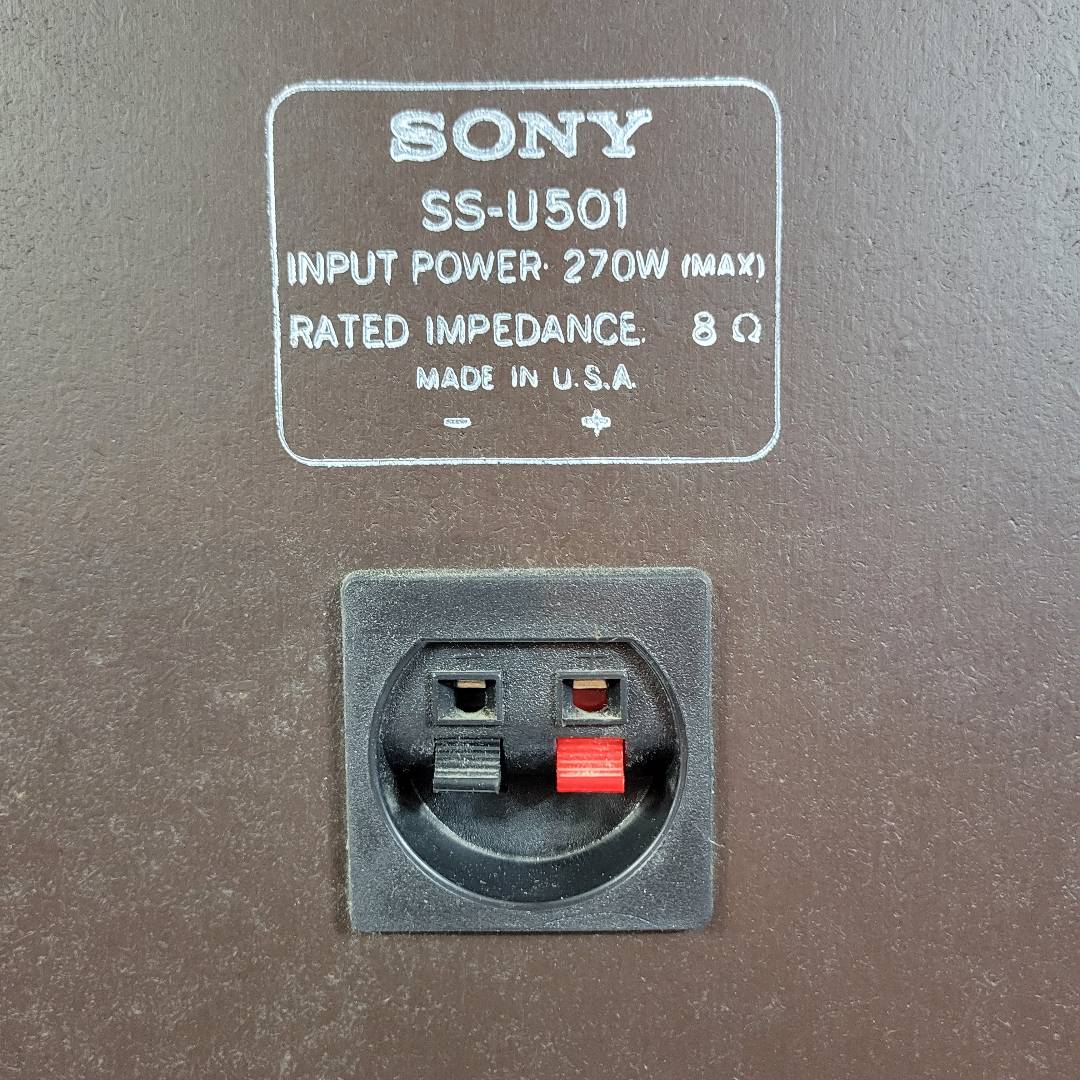 SONY
SS-U501
INPUT POWER: 270W (MAX)
RATED IMPEDANCE: 8 Ω
MADE IN U.S.A.
- +